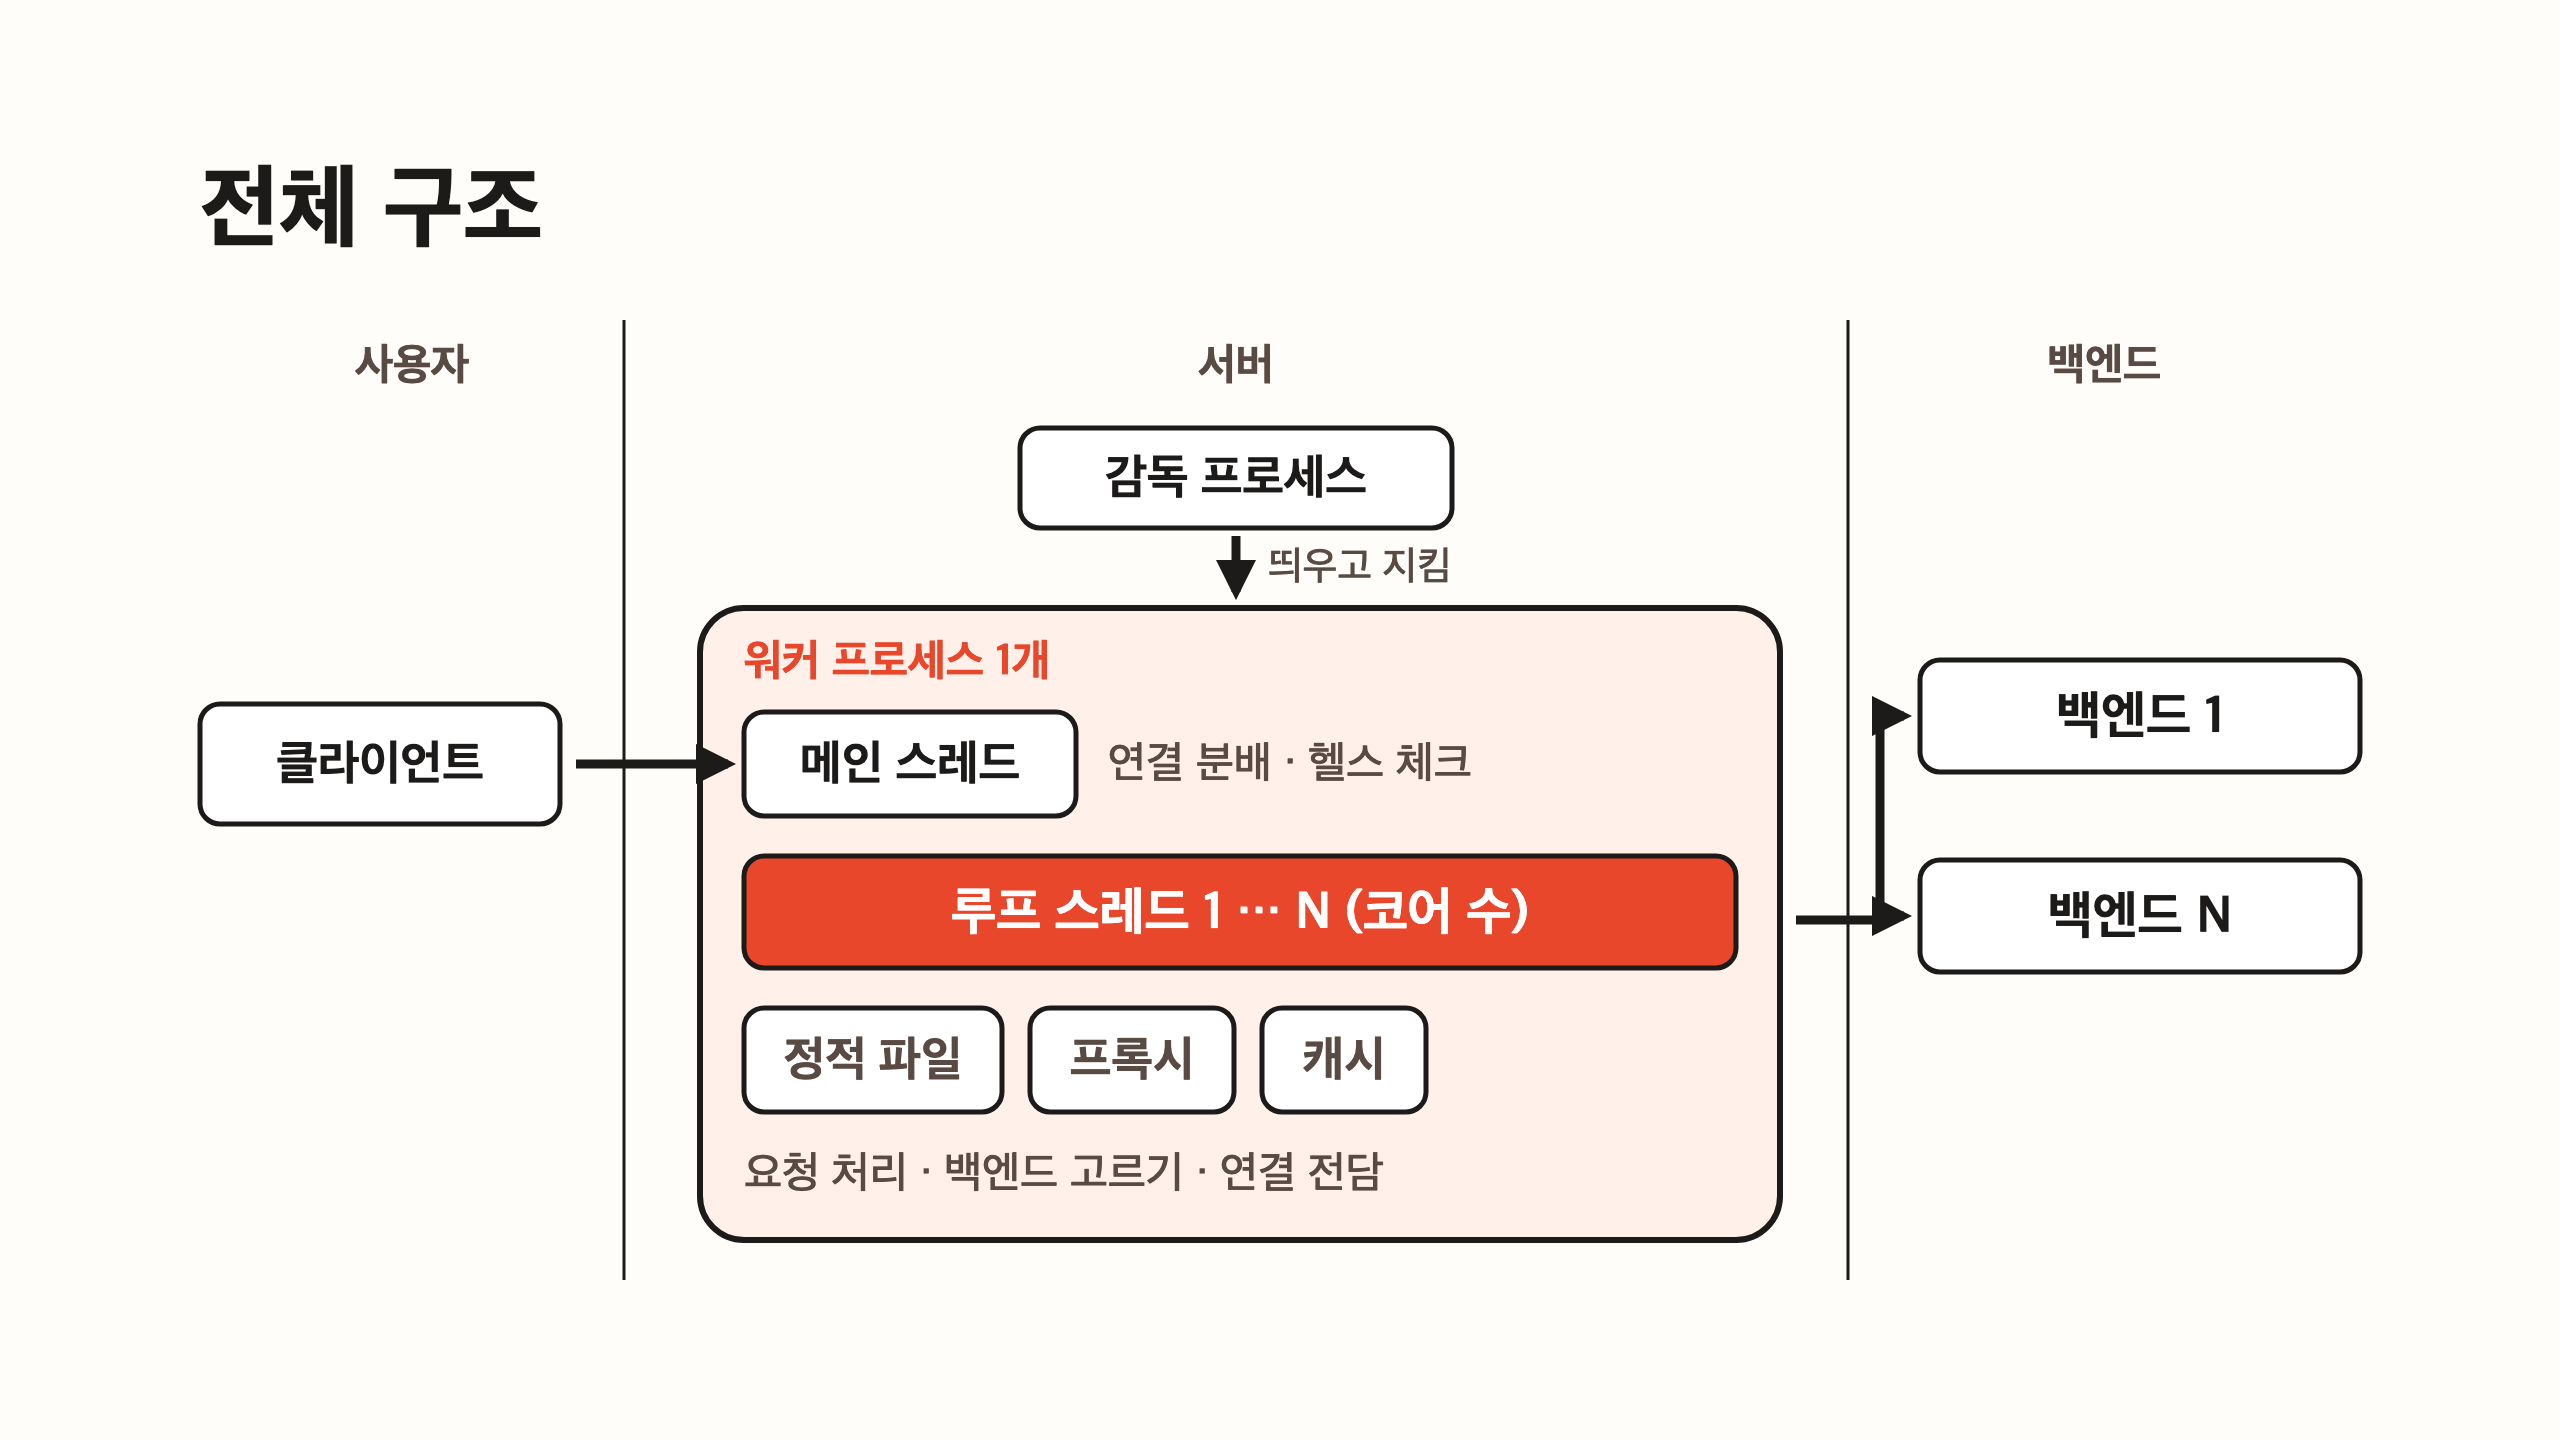 전체 구조
사용자
서버
백엔드
감독 프로세스
띄우고 지킴
워커 프로세스 1개
클라이언트
메인 스레드
연결 분배 · 헬스 체크
루프 스레드 1 ··· N (코어 수)
정적 파일
프록시
캐시
요청 처리 · 백엔드 고르기 · 연결 전담
백엔드 1
백엔드 N